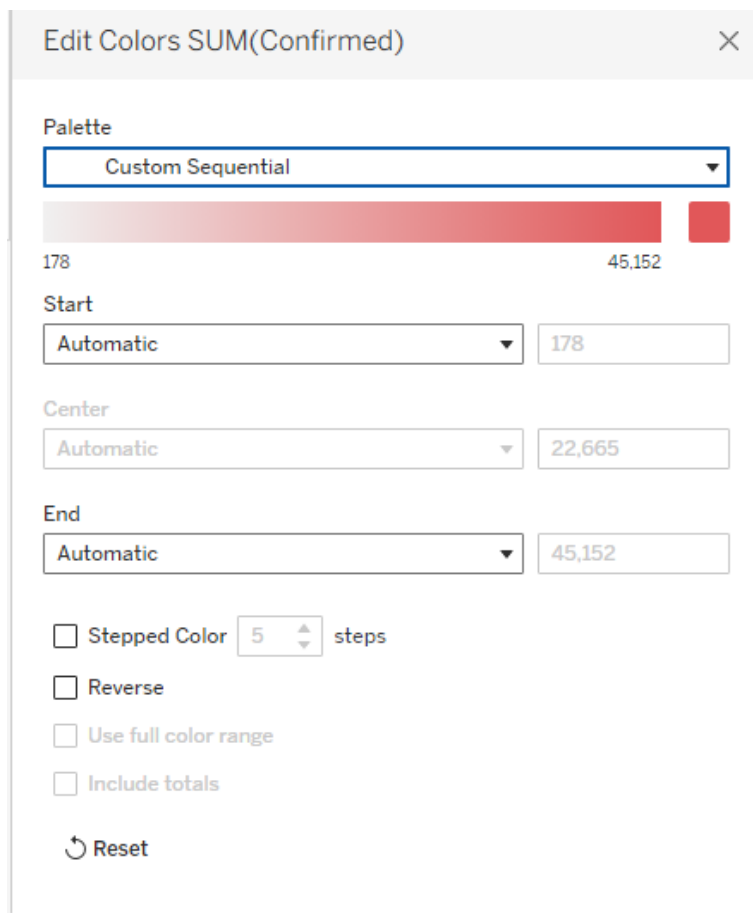 Edit Colors SUM(Confirmed)
Palette
Custom Sequential
178 45,152
Start
Automatic 178
Center
Automatic 22,665
End
Automatic 45,152
Stepped Color 5 steps
Reverse
Use full color range
Include totals
Reset